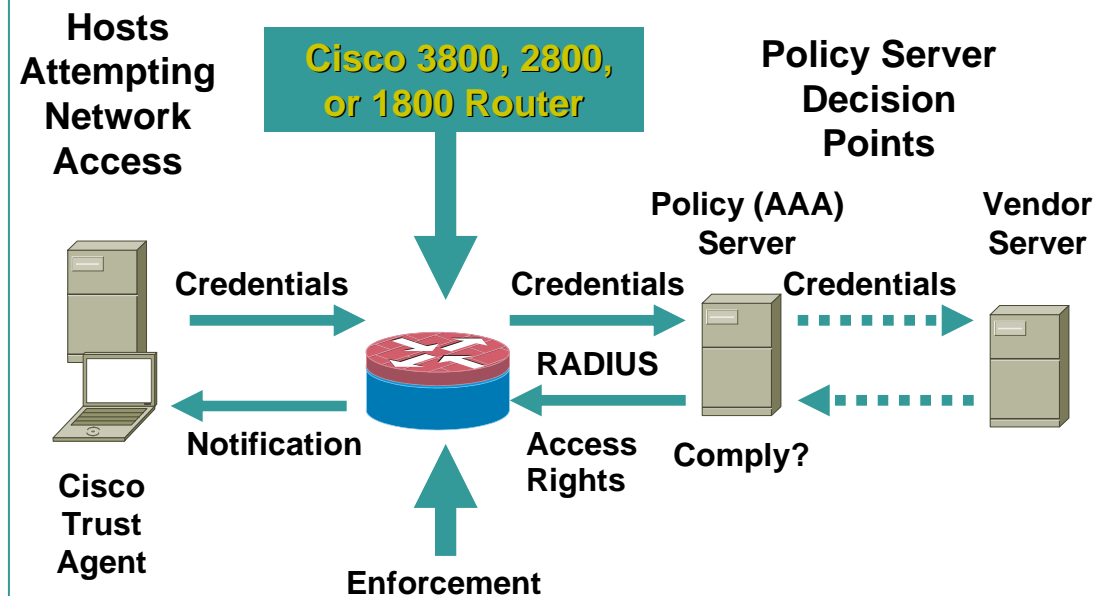 Hosts
Attempting
Network
Access
Cisco 3800, 2800,
or 1800 Router
Policy Server
Decision
Points
Policy (AAA)
Server
Vendor
Server
Credentials
Credentials
Credentials
RADIUS
Notification
Access
Rights
Comply?
Cisco
Trust
Agent
Enforcement